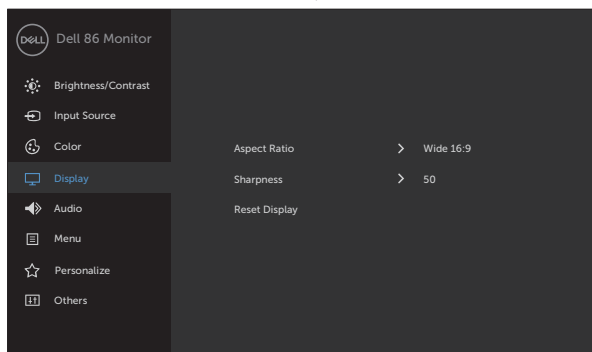 DELL
Dell 86 Monitor
Brightness/Contrast
Input Source
Color
Aspect Ratio Wide 16:9
Display
Sharpness 50
Audio
Reset Display
Menu
Personalize
Others